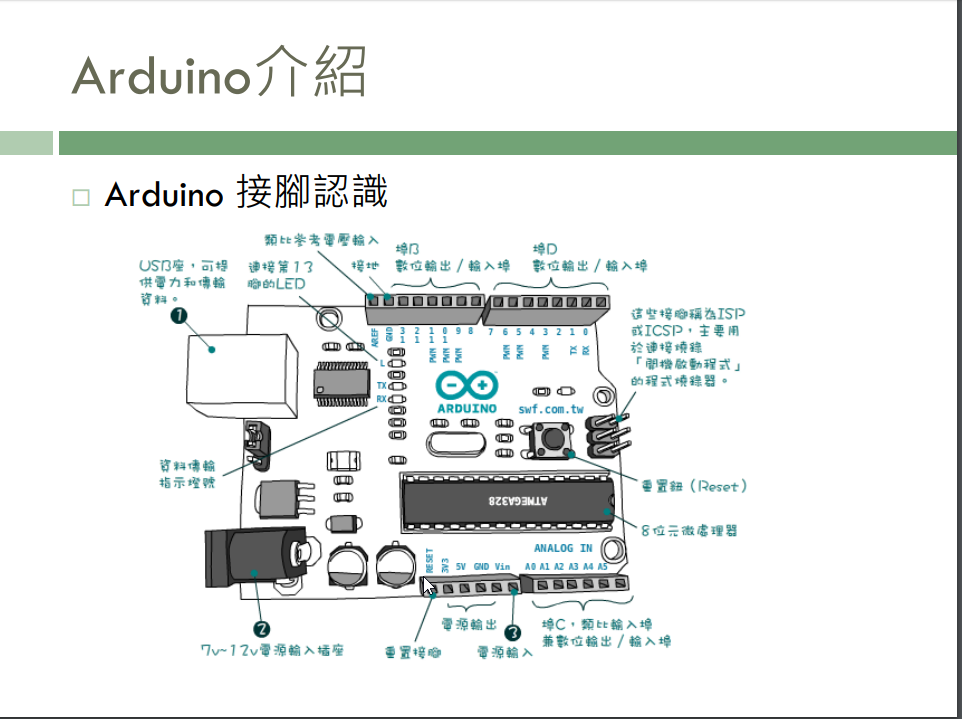 Arduino介紹
Arduino 接腳認識
類比參考電壓輸入
USB座，可提
供電力和傳輸
資料。
1
連接第13
腳的LED
接地
埠B
數位輸出／輸入埠
埠D
數位輸出／輸入埠
這些接腳稱為ISP
或ICSP，主要用
於連接燒錄
「開機啟動程式」
的程式燒錄器。
AREF
GND
13
12
11
10
9
8
7
6
5
4
3
2
1
0
PWM
PWM
PWM
PWM
PWM
PWM
TX
RX
L
TX
RX
ARDUINO
swf.com.tw
資料傳輸
指示燈號
重置鈕（Reset）
ATMEGA328
8位元微處理器
ANALOG IN
RESET
3V3
5V GND Vin
A0 A1 A2 A3 A4 A5
2
7v~12v電源輸入插座
重置接腳
電源輸出
3
電源輸入
埠C，類比輸入埠
兼數位輸出／輸入埠